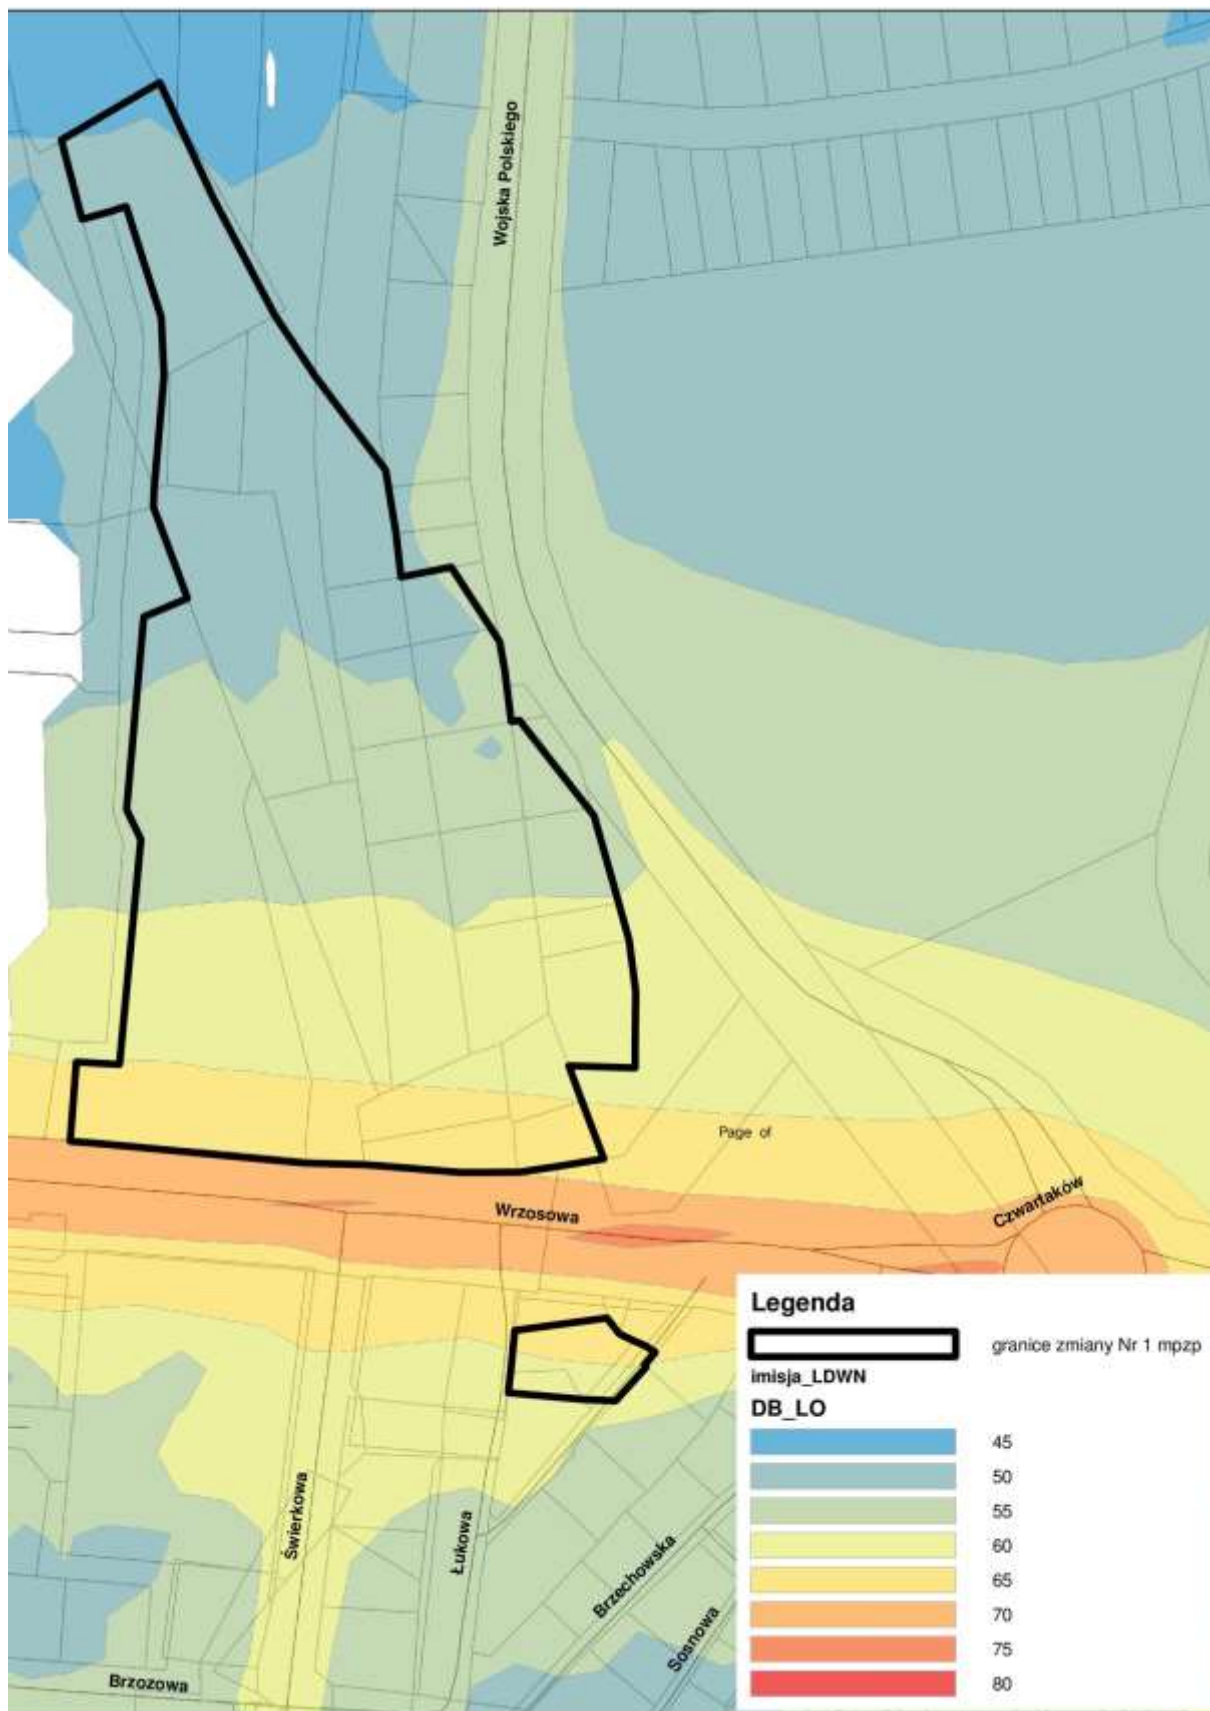 Wojska Polskiego
Page of
Czwartaków
Wrzosowa
Legenda
granice zmiany Nr 1 mpzp
imisja_LDWN
DB_LO
45
50
55
60
65
70
75
80
Świerkowa
Łukowa
Brzechowska
Sosnowa
Brzozowa